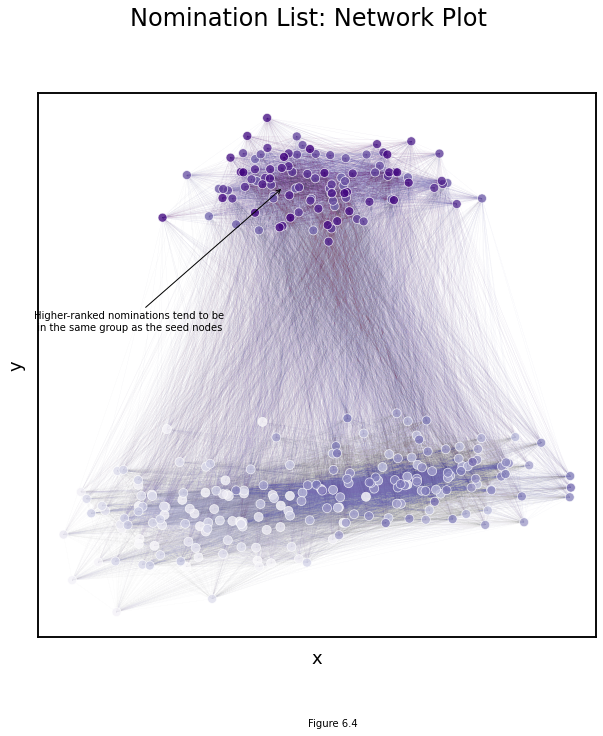 Nomination List: Network Plot
Higher-ranked nominations tend to be
in the same group as the seed nodes
y
x
Figure 6.4